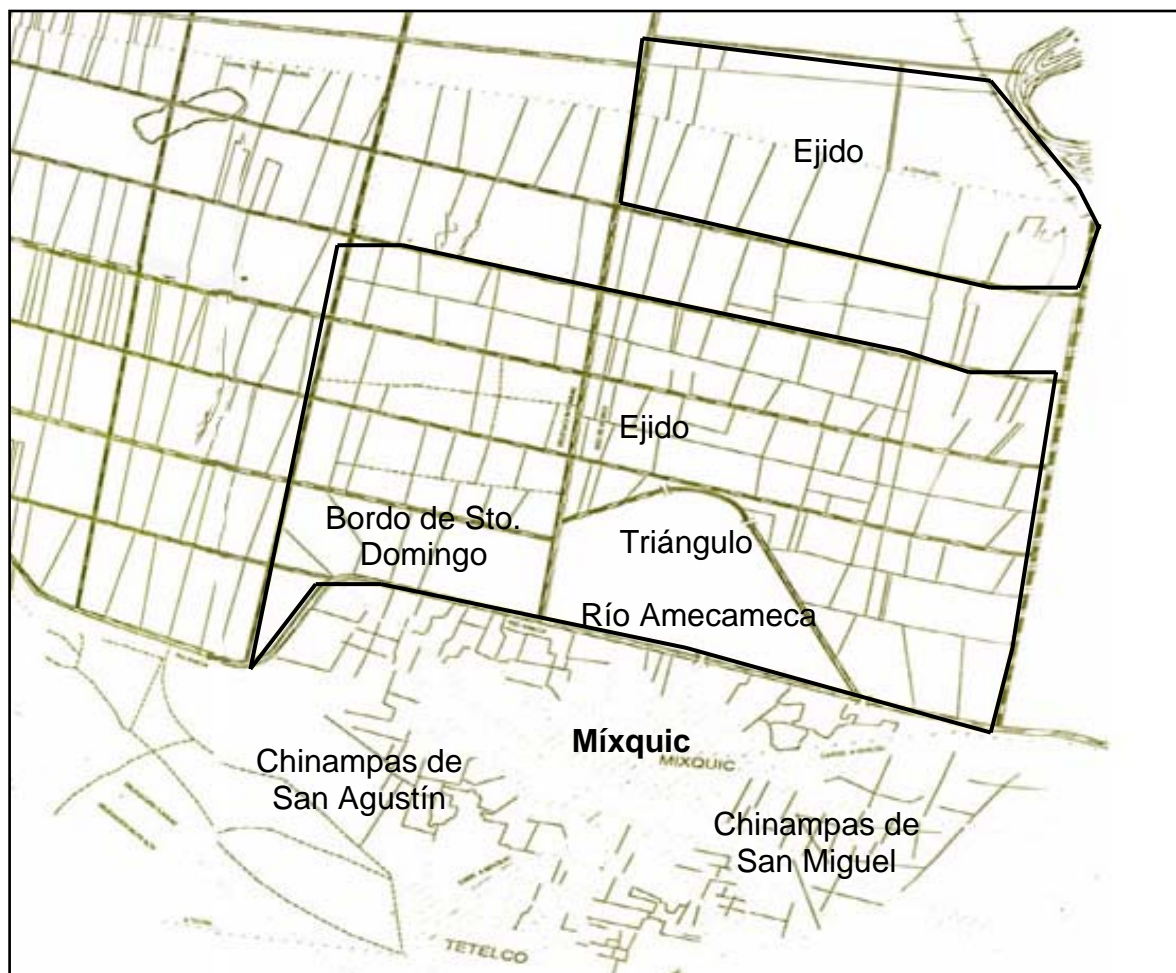 Ejido
Ejido
Bordo de Sto.
Domingo
Triángulo
Río Amecameca
Míxquic
MIXQUIC
Chinampas de
San Agustín
Chinampas de
San Miguel
TETELCO